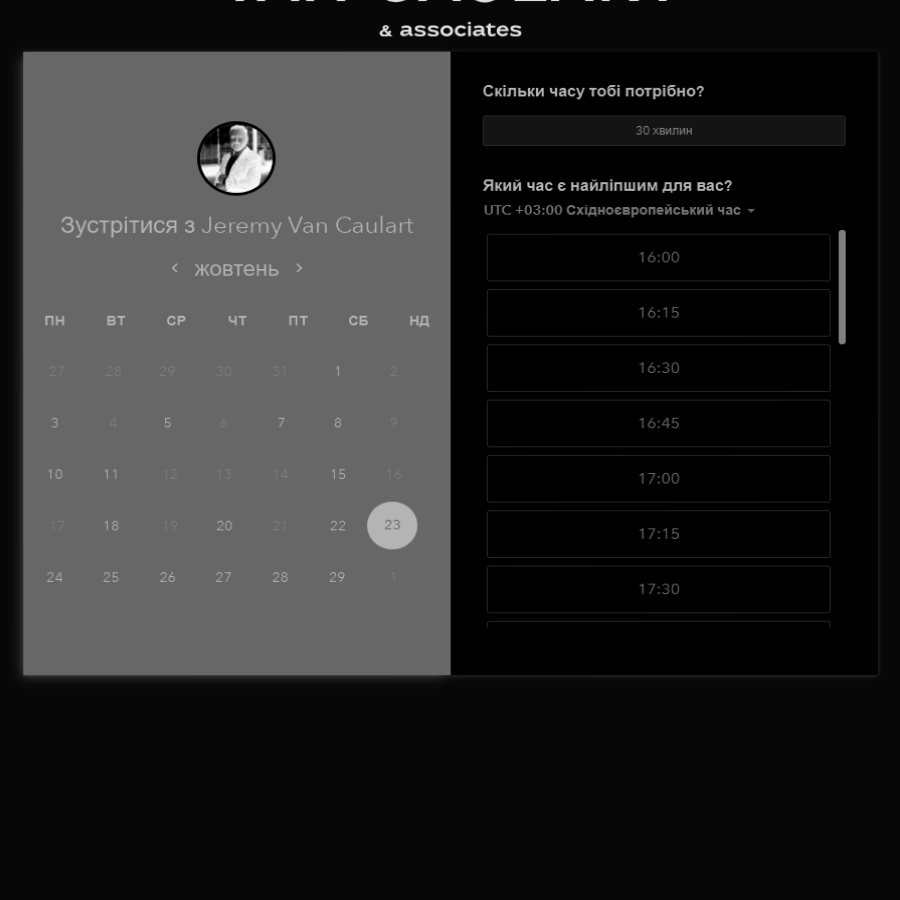 & associates
Зустрітися з Jeremy Van Caulart
жовтень
ПН ВТ СР ЧТ ПТ СБ НД
27 28 29 30 31 1 2
3 4 5 6 7 8 9
10 11 12 13 14 15 16
17 18 19 20 21 22 23
24 25 26 27 28 29 1
Скільки часу тобі потрібно?
30 хвилин
Який час є найліпшим для вас?
UTC +03:00 Східноєвропейський час
16:00
16:15
16:30
16:45
17:00
17:15
17:30